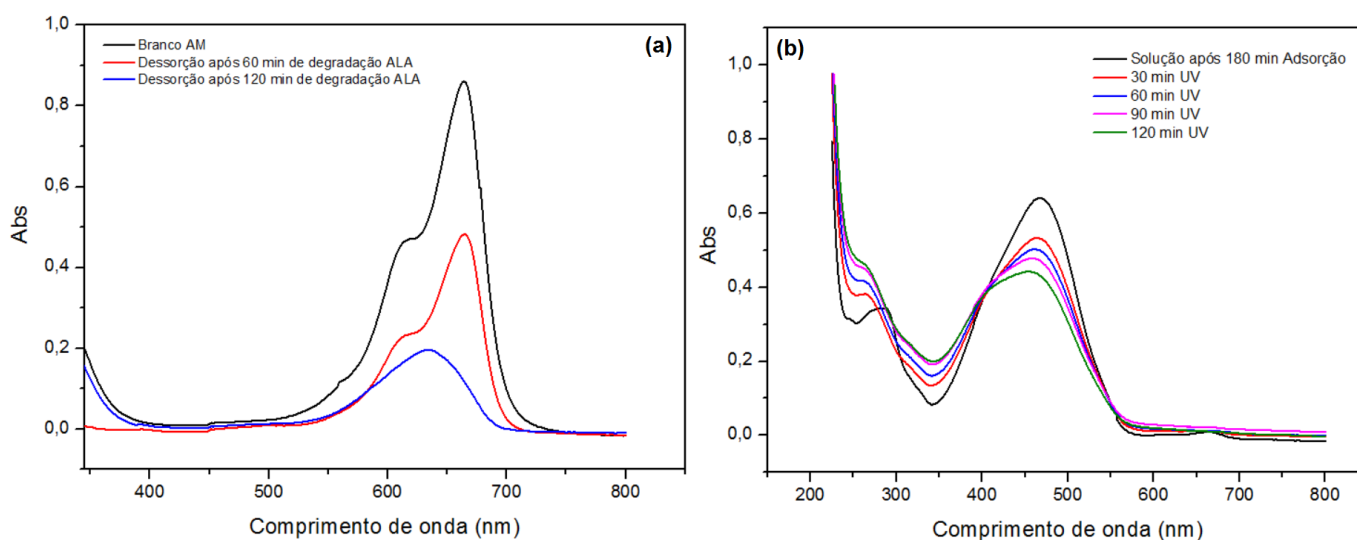 (a)
Branco AM
Dessorção após 60 min de degradação ALA
Dessorção após 120 min de degradação ALA
1,0
0,8
0,6
0,4
0,2
0,0
Abs
400 500 600 700 800
Comprimento de onda (nm)
(b)
Solução após 180 min Adsorção
30 min UV
60 min UV
90 min UV
120 min UV
1,0
0,8
0,6
0,4
0,2
0,0
Abs
200 300 400 500 600 700 800
Comprimento de onda (nm)